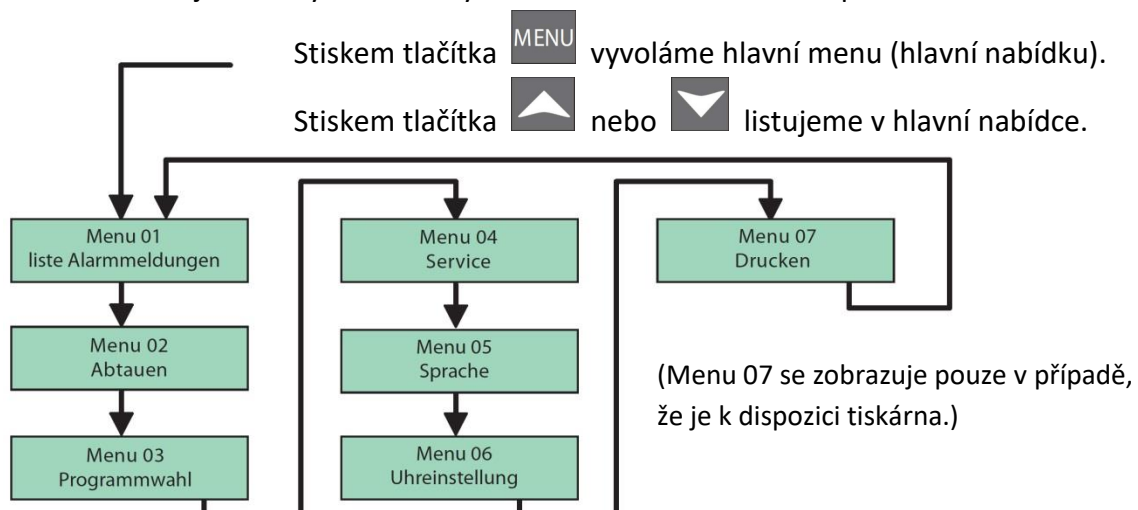 Stiskem tlačítka MENU vyvoláme hlavní menu (hlavní nabídku).
Stiskem tlačítka nebo listujeme v hlavní nabídce.
Menu 01
liste Alarmmeldungen
Menu 02
Abtauen
Menu 03
Programmwahl
Menu 04
Service
Menu 05
Sprache
Menu 06
Uhreinstellung
Menu 07
Drucken
(Menu 07 se zobrazuje pouze v případě,
že je k dispozici tiskárna.)